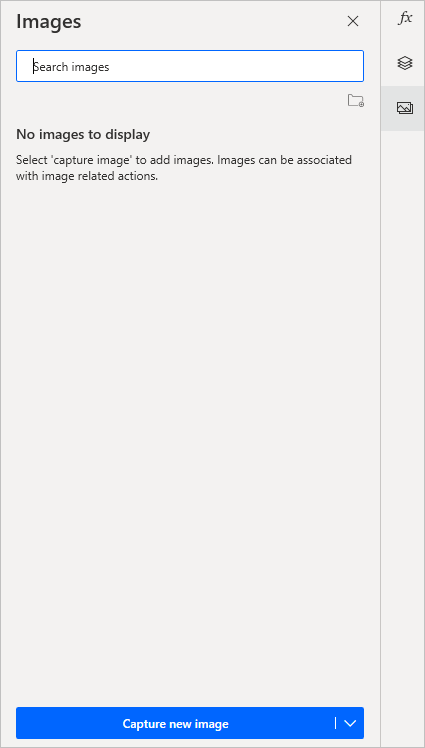 Images
fx
Search images
No images to display
Select 'capture image' to add images. Images can be associated
with image related actions.
Capture new image